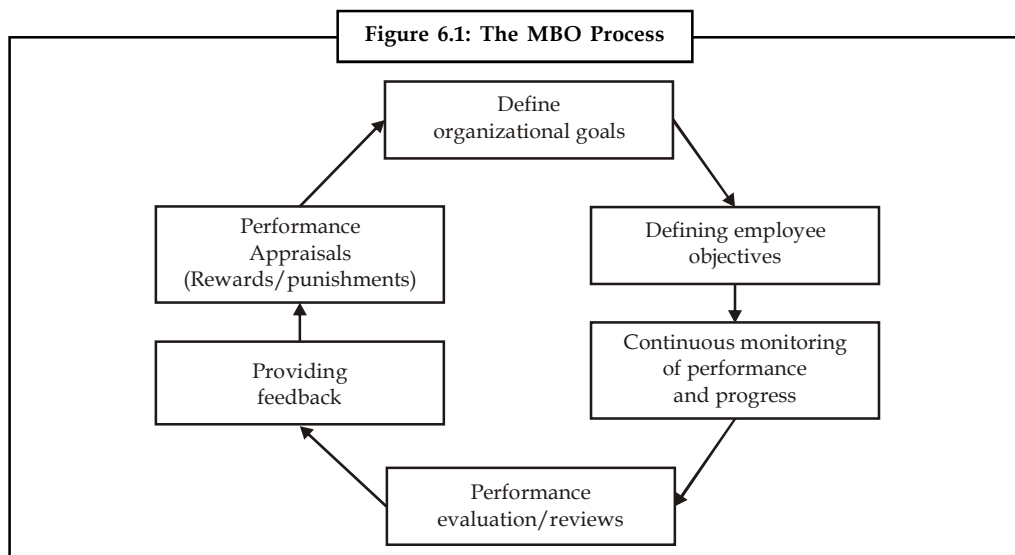 Figure 6.1: The MBO Process
Define
organizational goals
Defining employee
objectives
Continuous monitoring
of performance
and progress
Performance
evaluation/reviews
Providing
feedback
Performance
Appraisals
(Rewards/punishments)